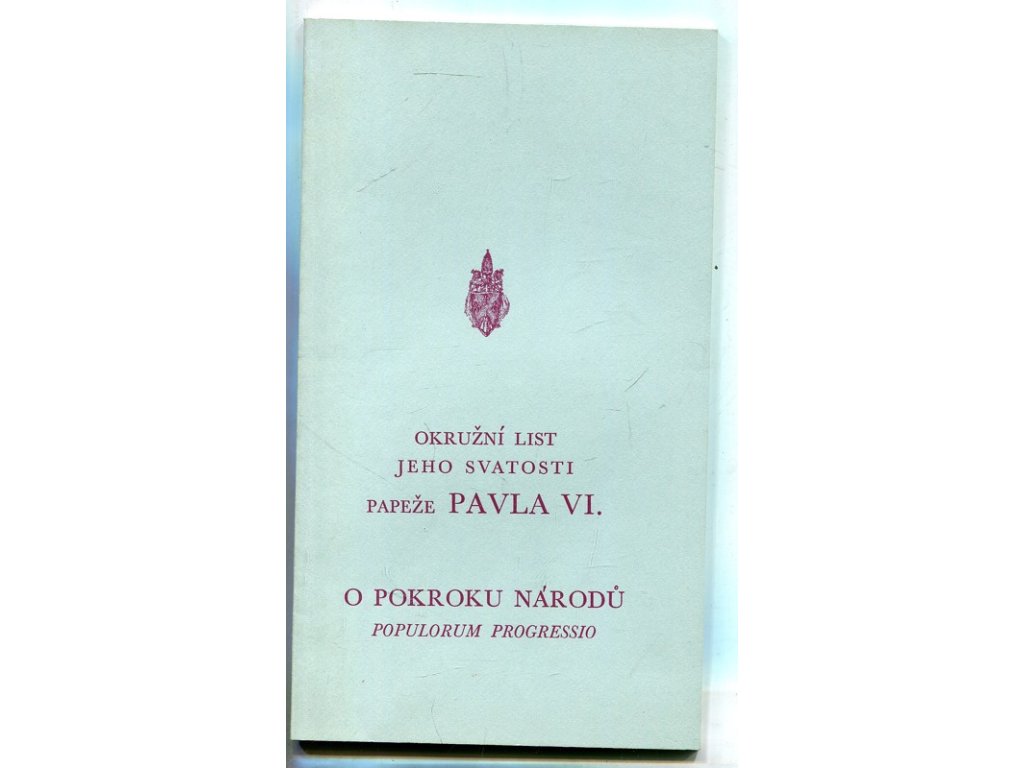 OKRUŽNÍ LIST
JEHO SVATOSTI
PAPEŽE PAVLA VI.
O POKROKU NÁRODŮ
POPULORUM PROGRESSIO